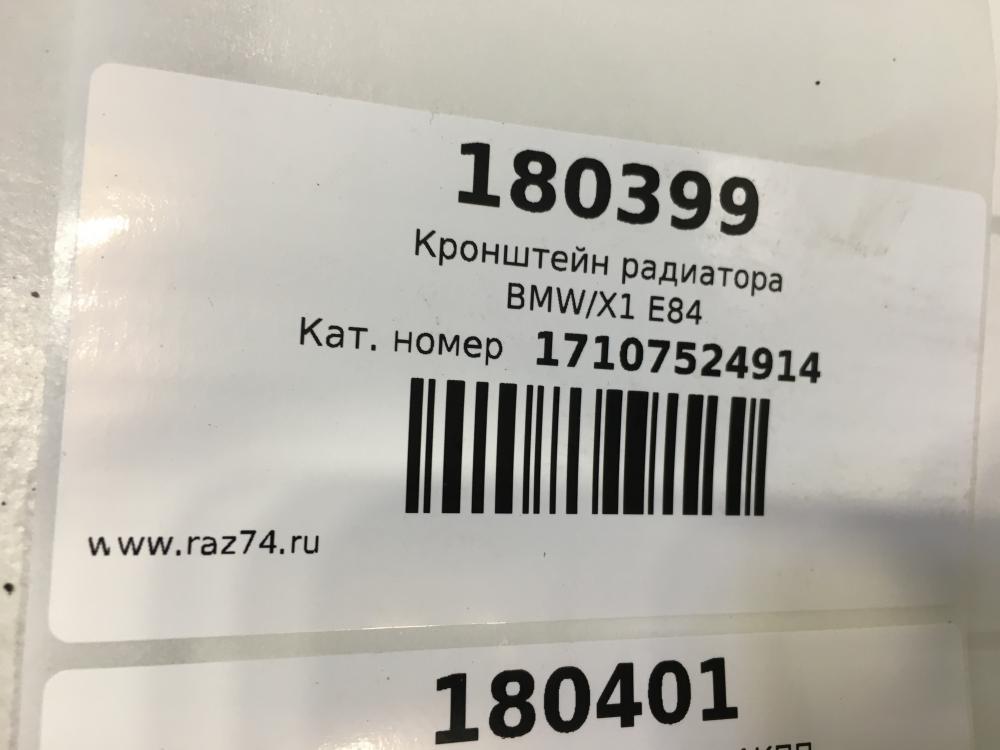 180399
Кронштейн радиатора
BMW/X1 E84
Кат. номер 17107524914
www.raz74.ru
180401